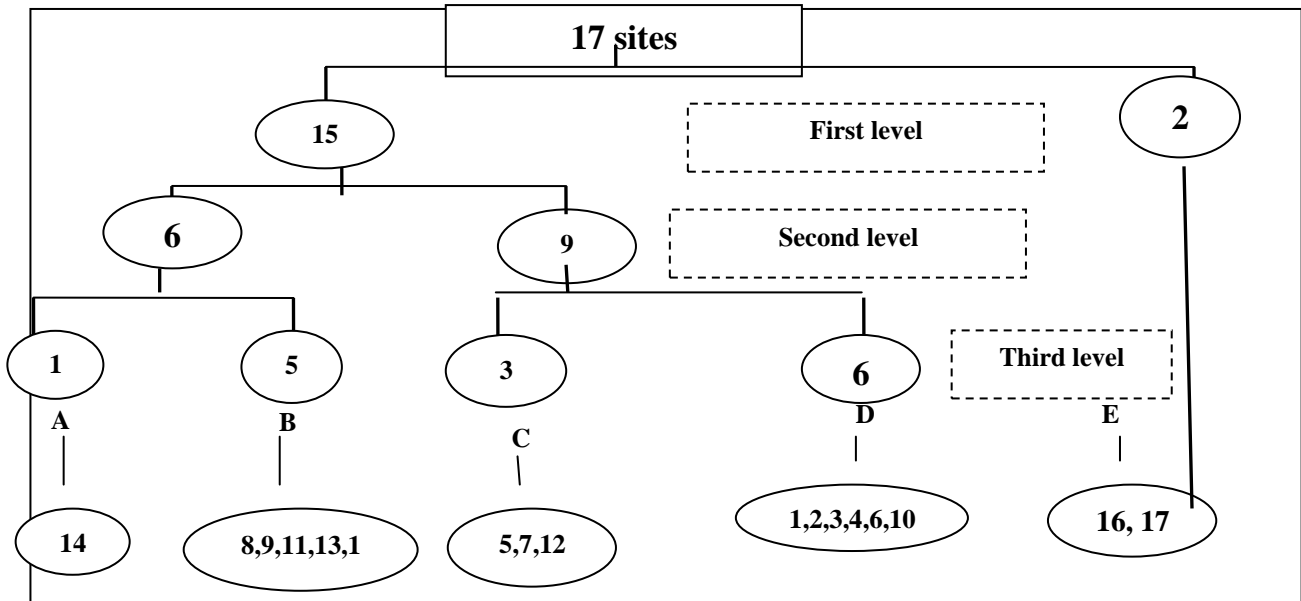 17 sites
15
First level
2
6
9
Second level
1
5
3
6
Third level
A
B
C
D
E
14
8,9,11,13,1
5,7,12
1,2,3,4,6,10
16, 17